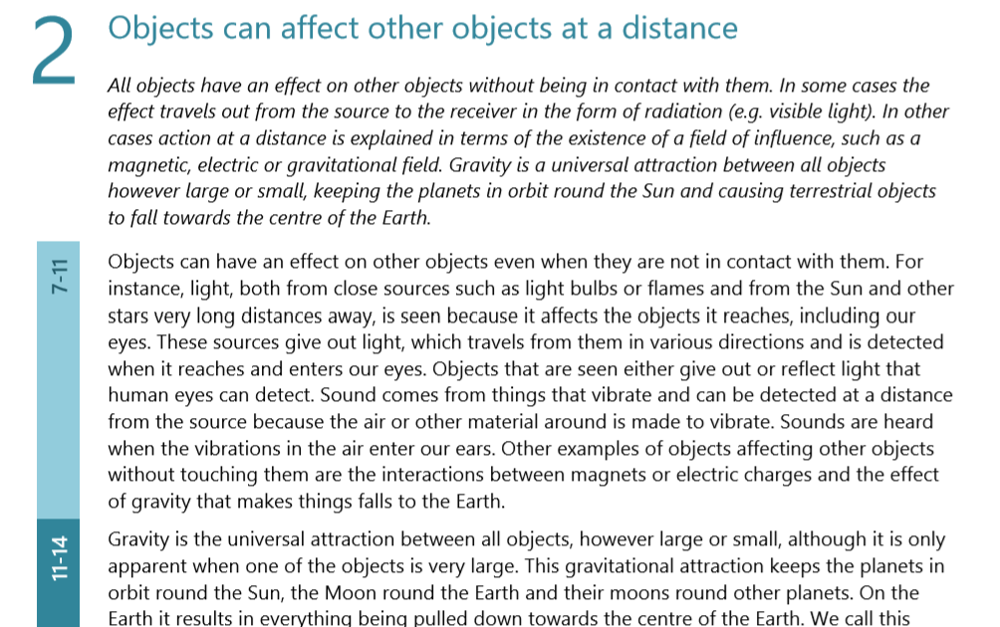 2
Objects can affect other objects at a distance
All objects have an effect on other objects without being in contact with them. In some cases the
effect travels out from the source to the receiver in the form of radiation (e.g. visible light). In other
cases action at a distance is explained in terms of the existence of a field of influence, such as a
magnetic, electric or gravitational field. Gravity is a universal attraction between all objects
however large or small, keeping the planets in orbit round the Sun and causing terrestrial objects
to fall towards the centre of the Earth.
7-11
Objects can have an effect on other objects even when they are not in contact with them. For
instance, light, both from close sources such as light bulbs or flames and from the Sun and other
stars very long distances away, is seen because it affects the objects it reaches, including our
eyes. These sources give out light, which travels from them in various directions and is detected
when it reaches and enters our eyes. Objects that are seen either give out or reflect light that
human eyes can detect. Sound comes from things that vibrate and can be detected at a distance
from the source because the air or other material around is made to vibrate. Sounds are heard
when the vibrations in the air enter our ears. Other examples of objects affecting other objects
without touching them are the interactions between magnets or electric charges and the effect
of gravity that makes things falls to the Earth.
11-14
Gravity is the universal attraction between all objects, however large or small, although it is only
apparent when one of the objects is very large. This gravitational attraction keeps the planets in
orbit round the Sun, the Moon round the Earth and their moons round other planets. On the
Earth it results in everything being pulled down towards the centre of the Earth. We call this